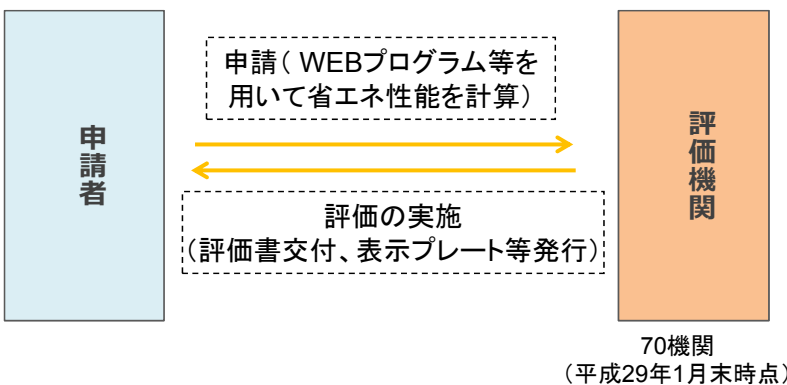 申請者
申請( WEBプログラム等を
用いて省エネ性能を計算)
評価の実施
(評価書交付、表示プレート等発行)
評価機関
70機関
(平成29年1月末時点)